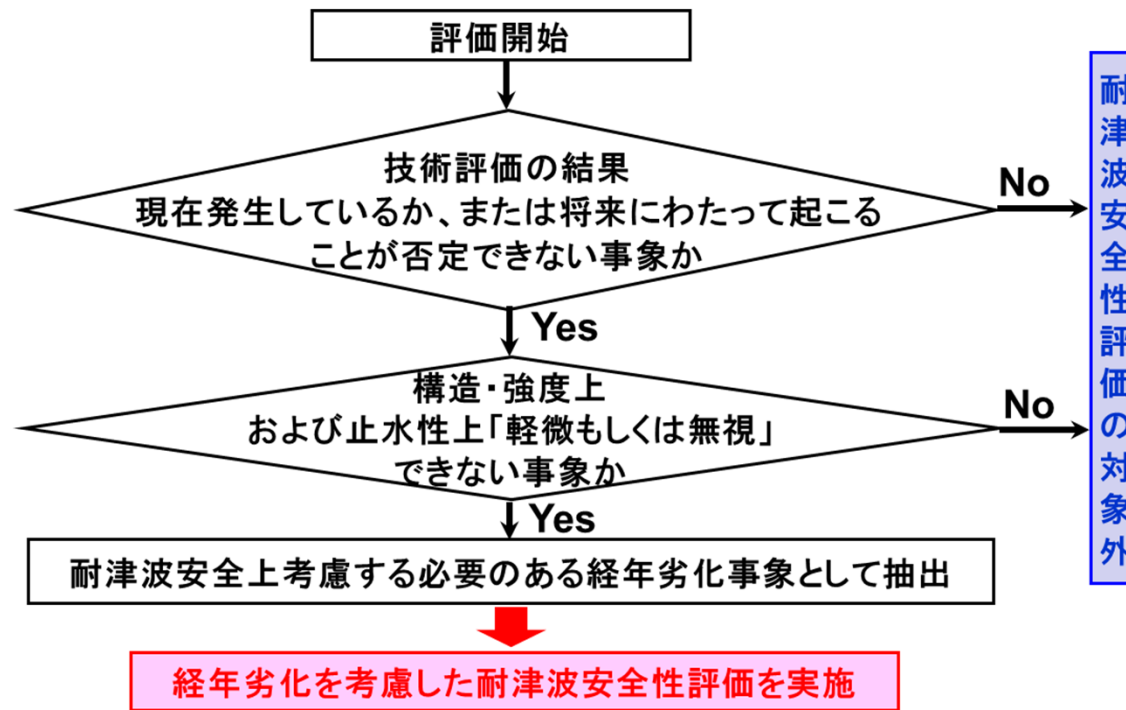 評価開始
技術評価の結果
現在発生しているか、または将来にわたって起こる
ことが否定できない事象か
No
Yes
構造・強度上
および止水性上「軽微もしくは無視」
できない事象か
No
Yes
耐津波安全上考慮する必要のある経年劣化事象として抽出
経年劣化を考慮した耐津波安全性評価を実施
耐津波安全性評価の対象外